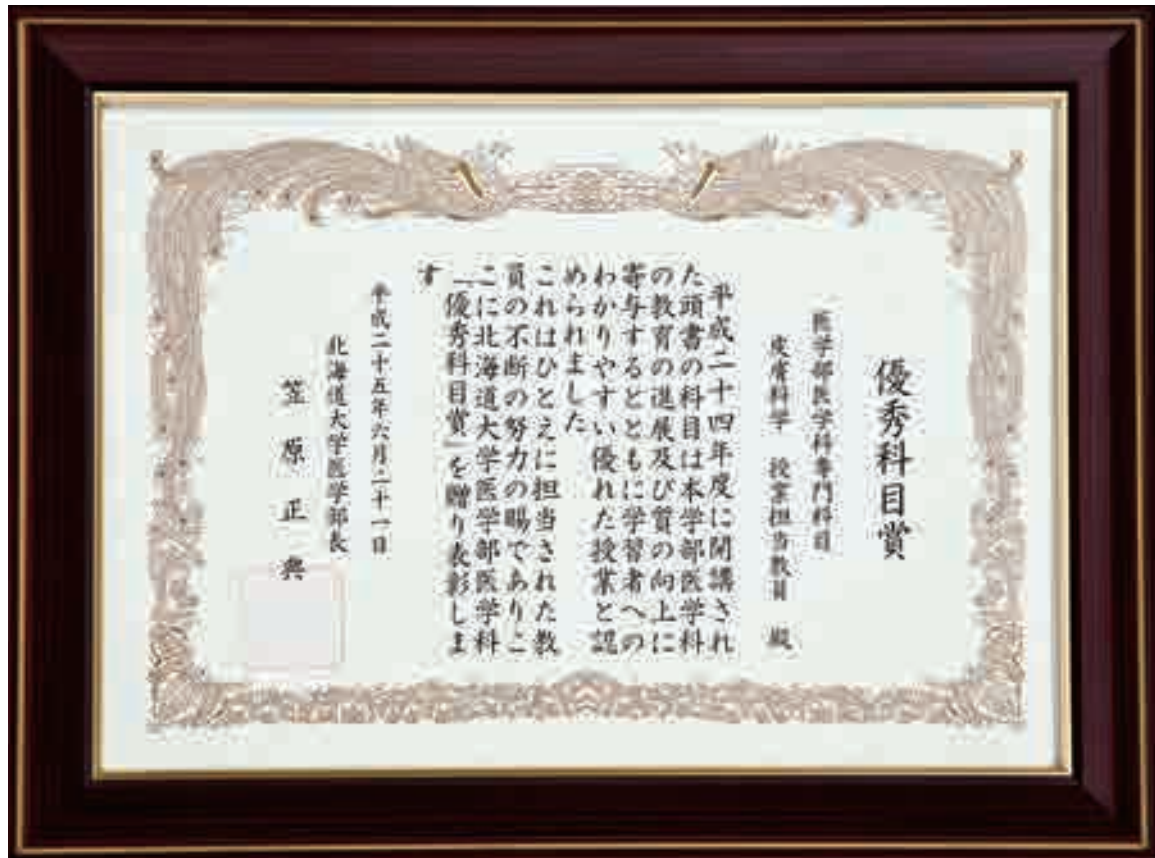 優秀科目賞
医学部医学科専門科目
皮膚科学 授業担当教員 殿
平成二十四年度に開講され
た頭書の科目は本学部医学科
の教育の進展及び質の向上に
寄与するとともに学習者への
わかりやすい優れた授業と認
められました
これはひとえに担当された教
員の不断の努力の賜でありこ
こに北海道大学医学部医学科
「優秀科目賞」を贈り表彰しま
す
平成二十五年六月二十一日
北海道大学医学部長
笠原正典